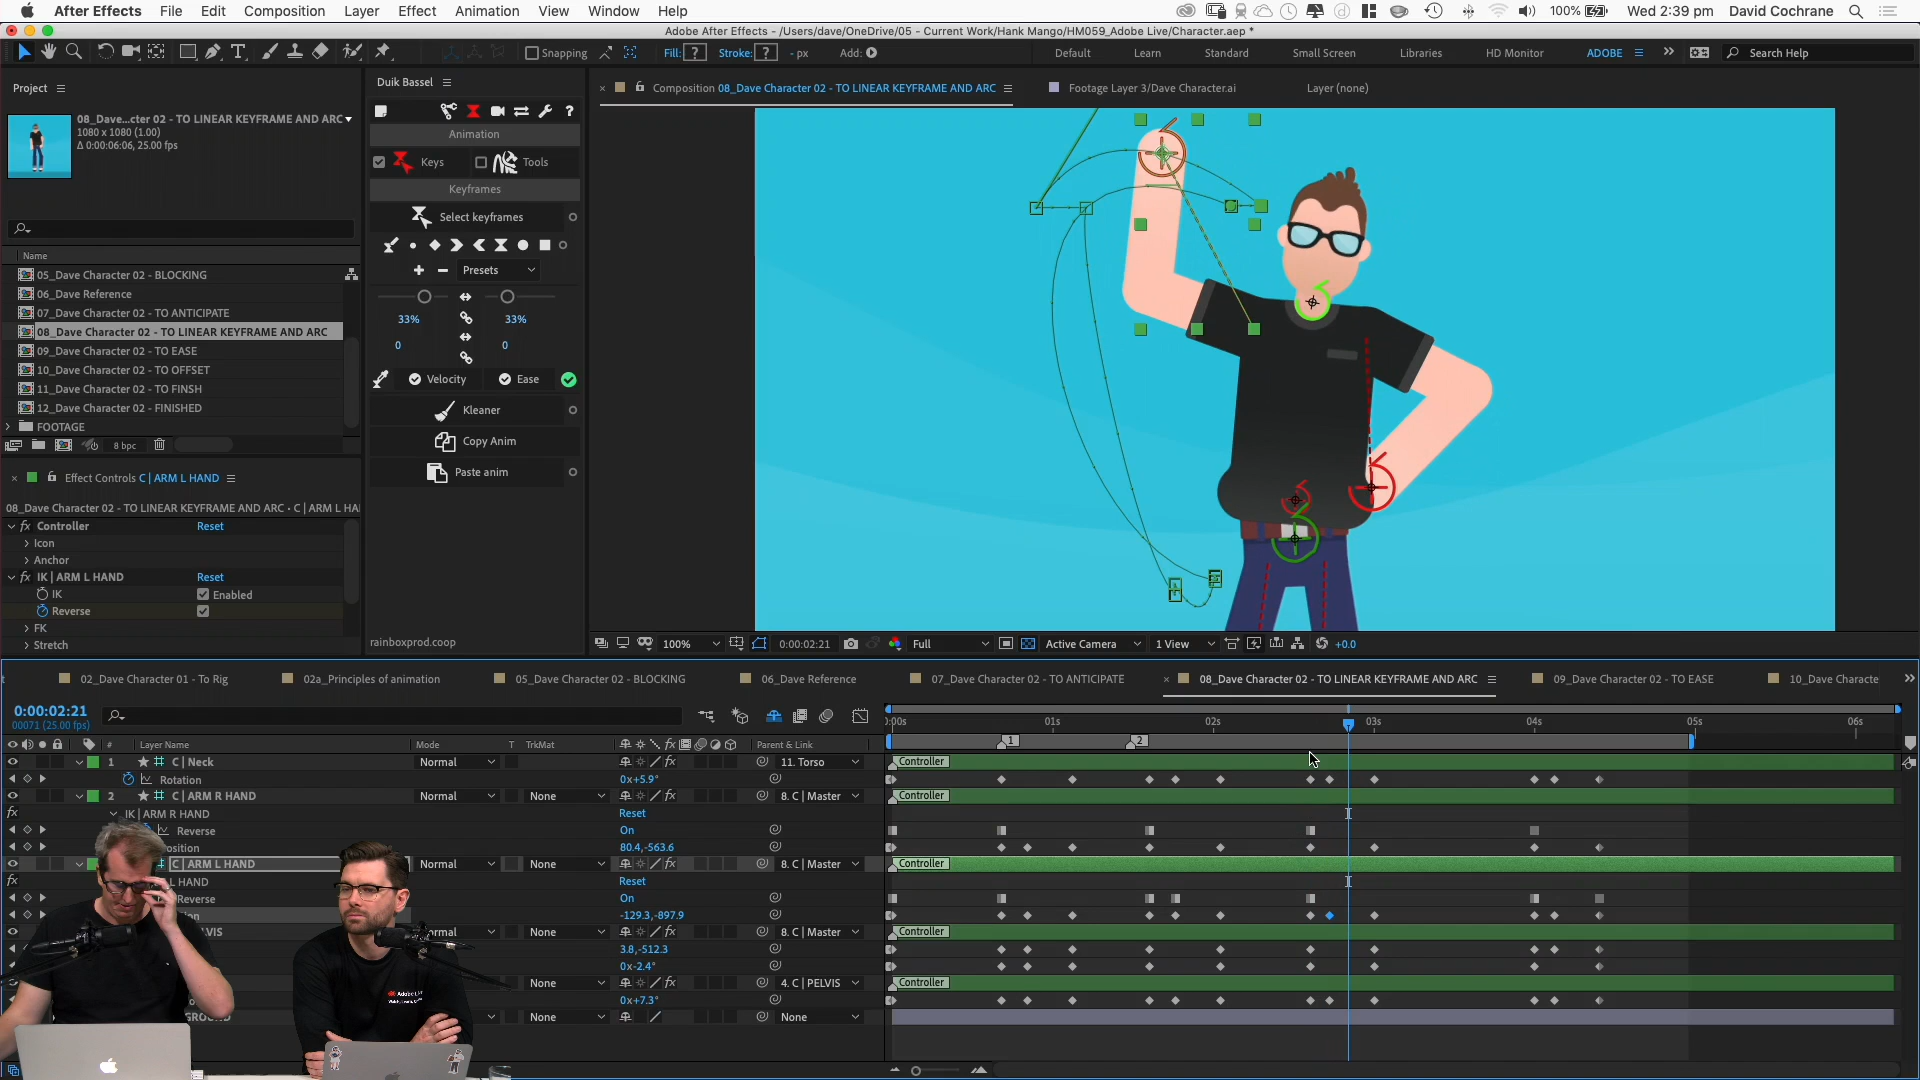 After Effects File Edit Composition Layer Effect Animation View Window Help 100% Wed 2:39 pm David Cochrane
Adobe After Effects - /Users/dave/OneDrive/05 - Current Work/Hank Mango/HM059_Adobe Live/Character.aep *
Snapping Fill: ? Stroke: ? - px Add: Default Learn Standard Small Screen Libraries HD Monitor ADOBE Search Help
Project
08_Dave...cter 02 - TO LINEAR KEYFRAME AND ARC
1080 x 1080 (1.00)
Δ 0:00:06:06, 25.00 fps
Name
05_Dave Character 02 - BLOCKING
06_Dave Reference
07_Dave Character 02 - TO ANTICIPATE
08_Dave Character 02 - TO LINEAR KEYFRAME AND ARC
09_Dave Character 02 - TO EASE
10_Dave Character 02 - TO OFFSET
11_Dave Character 02 - TO FINSH
12_Dave Character 02 - FINISHED
FOOTAGE
8 bpc
Effect Controls C | ARM L HAND
08_Dave Character 02 - TO LINEAR KEYFRAME AND ARC • C | ARM L HA
fx Controller Reset
Icon
Anchor
fx IK | ARM L HAND Reset
IK Enabled
Reverse
FK
Stretch
Duik Bassel
?
Animation
Keys Tools
Keyframes
Select keyframes
Presets
33% 33%
0 0
Velocity Ease
Kleaner
Copy Anim
Paste anim
rainboxprod.coop
Composition 08_Dave Character 02 - TO LINEAR KEYFRAME AND ARC Footage Layer 3/Dave Character.ai Layer (none)
100% 0:00:02:21 Full Active Camera 1 View +0.0
02_Dave Character 01 - To Rig 02a_Principles of animation 05_Dave Character 02 - BLOCKING 06_Dave Reference 07_Dave Character 02 - TO ANTICIPATE 08_Dave Character 02 - TO LINEAR KEYFRAME AND ARC 09_Dave Character 02 - TO EASE 10_Dave Characte
0:00:02:21
00071 (25.00 fps)
:00s 01s 02s 03s 04s 05s 06s
1 2
# Layer Name Mode T TrkMat Parent & Link
1 C | Neck Normal 11. Torso Controller
Rotation 0x+5.9°
2 C | ARM R HAND Normal None 8. C | Master Controller
fx IK | ARM R HAND Reset
Reverse On
osition 80.4,-563.6
C | ARM L HAND Normal None 8. C | Master Controller
fx L HAND Reset
Reverse On
ion -129.3,-897.9
LVIS ormal None 8. C | Master Controller
3.8,-512.3
0x-2.4°
None 4. C | PELVIS Controller
0x+7.3°
ROUND None None